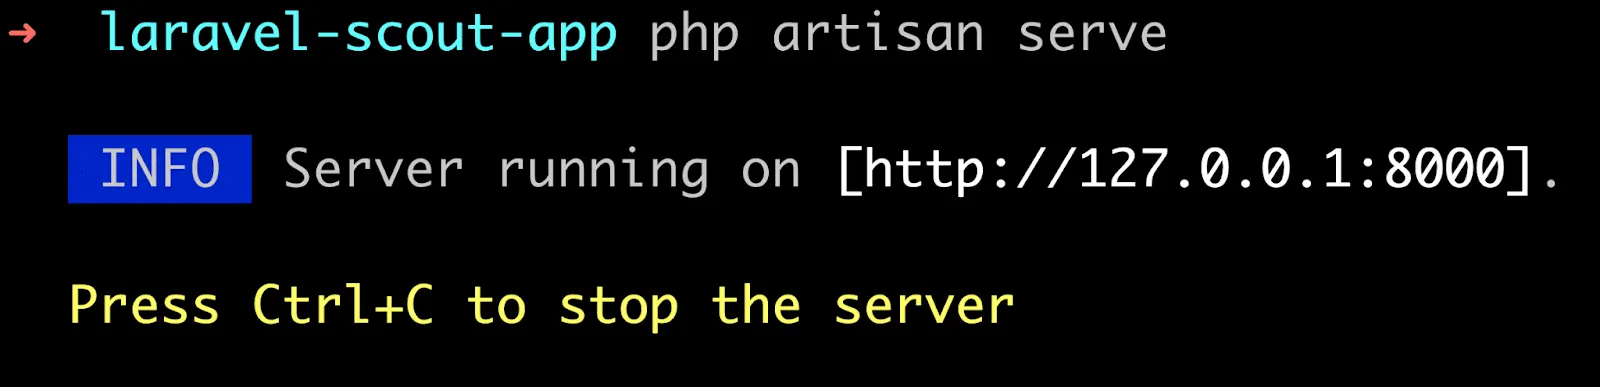 ➜ laravel-scout-app php artisan serve
INFO Server running on [http://127.0.0.1:8000].
Press Ctrl+C to stop the server